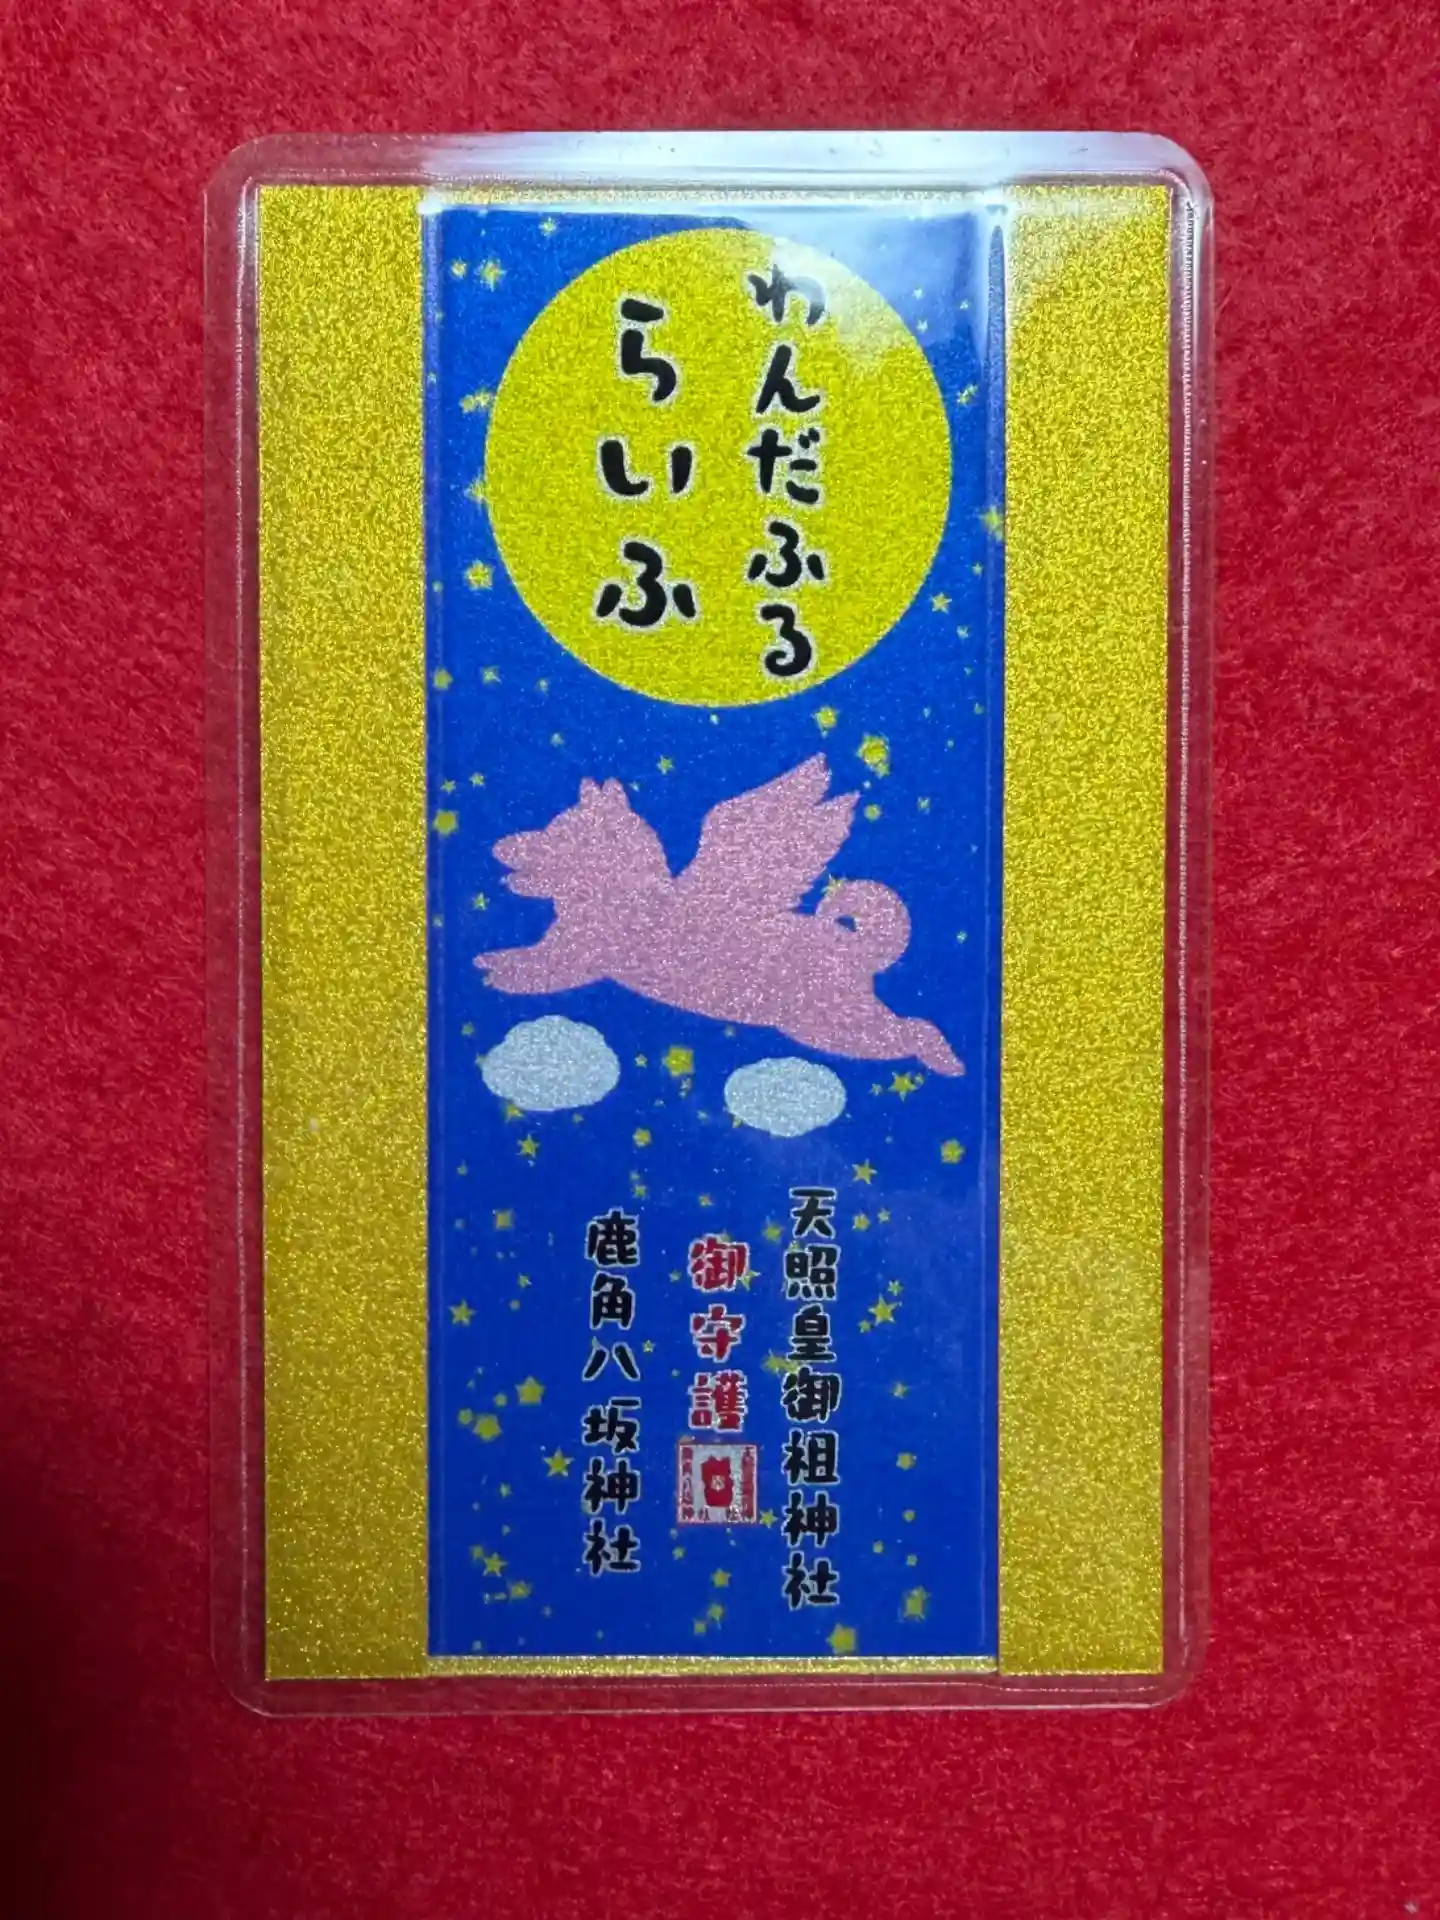 わんだふる
らいふ
天照皇御祖神社
御守護
鹿角八坂神社